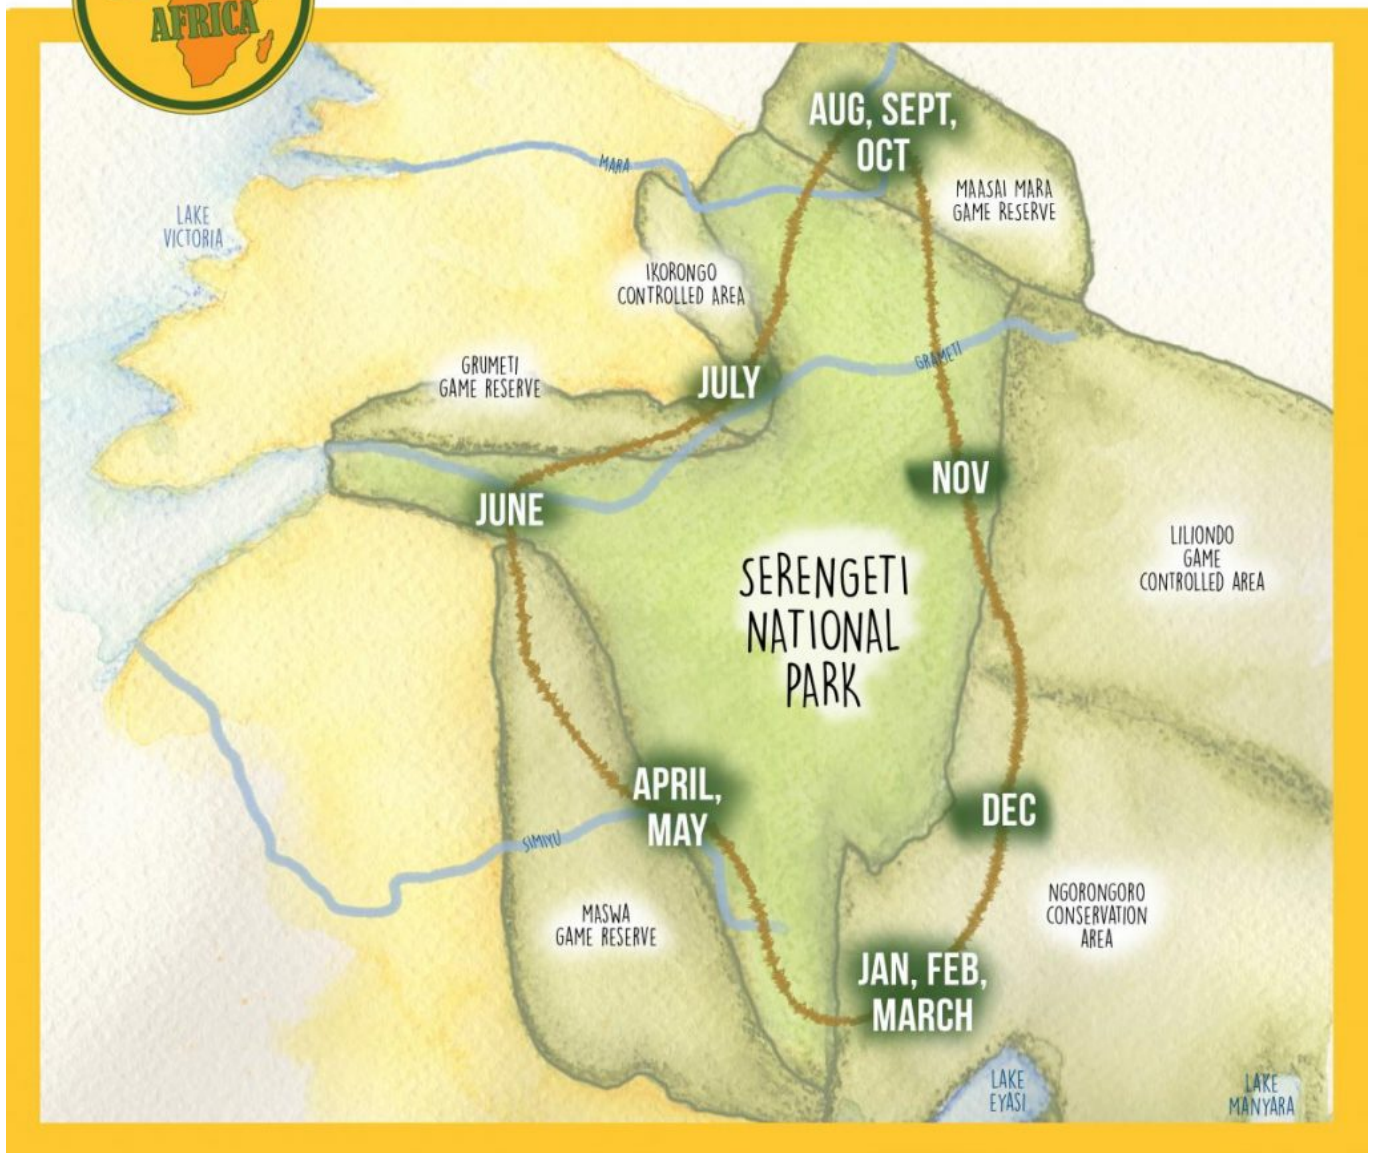 AFRICA
AUG, SEPT,
OCT
MARA
MAASAI MARA
GAME RESERVE
LAKE
VICTORIA
IKORONGO
CONTROLLED AREA
GRAMETI
GRUMETI
GAME RESERVE
JULY
NOV
JUNE
LILIONDO
GAME
CONTROLLED AREA
SERENGETI
NATIONAL
PARK
APRIL,
MAY
DEC
SIMIYU
NGORONGORO
CONSERVATION
AREA
MASWA
GAME RESERVE
JAN, FEB,
MARCH
LAKE
EYASI
LAKE
MANYARA